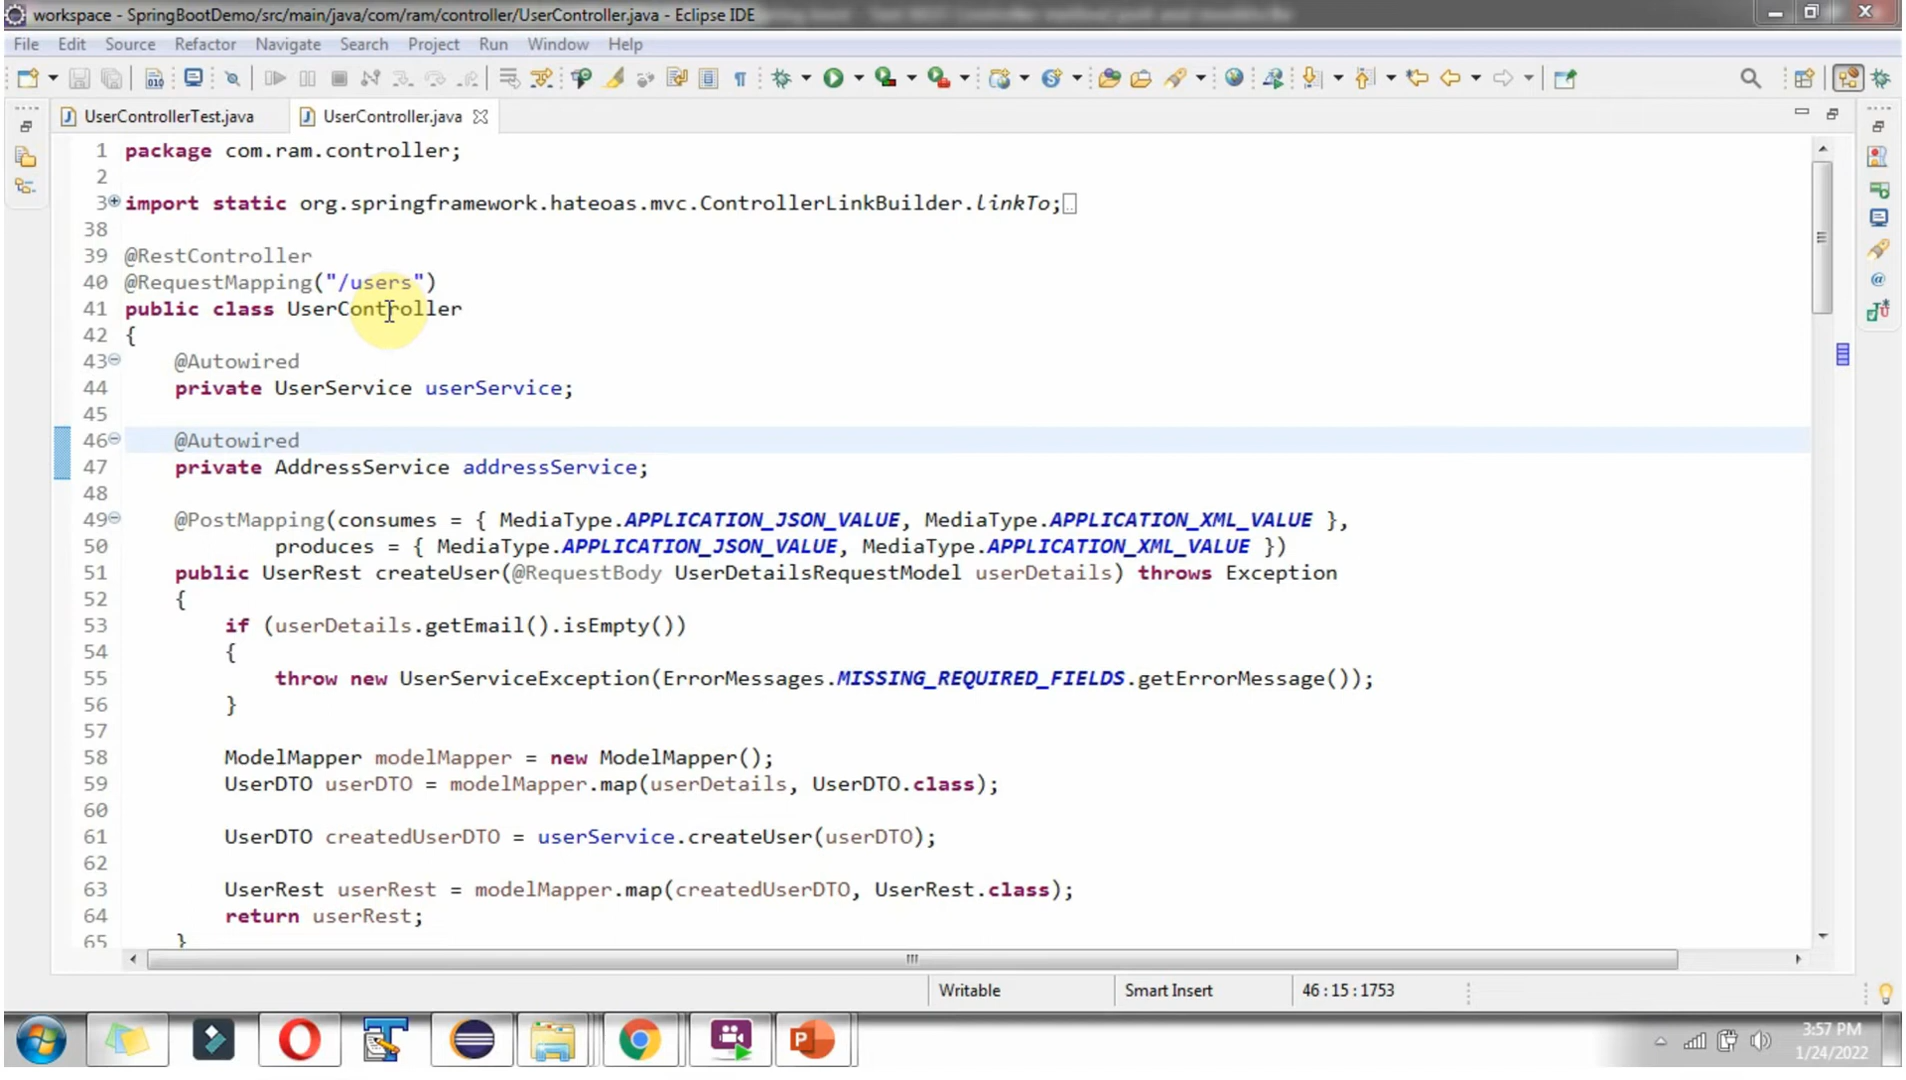 workspace - SpringBootDemo/src/main/java/com/ram/controller/UserController.java - Eclipse IDE
File Edit Source Refactor Navigate Search Project Run Window Help
UserControllerTest.java UserController.java
1 package com.ram.controller;
2
3 import static org.springframework.hateoas.mvc.ControllerLinkBuilder.linkTo;
38
39 @RestController
40 @RequestMapping("/users")
41 public class UserController
42 {
43 @Autowired
44 private UserService userService;
45
46 @Autowired
47 private AddressService addressService;
48
49 @PostMapping(consumes = { MediaType.APPLICATION_JSON_VALUE, MediaType.APPLICATION_XML_VALUE },
50 produces = { MediaType.APPLICATION_JSON_VALUE, MediaType.APPLICATION_XML_VALUE })
51 public UserRest createUser(@RequestBody UserDetailsRequestModel userDetails) throws Exception
52 {
53 if (userDetails.getEmail().isEmpty())
54 {
55 throw new UserServiceException(ErrorMessages.MISSING_REQUIRED_FIELDS.getErrorMessage());
56 }
57
58 ModelMapper modelMapper = new ModelMapper();
59 UserDTO userDTO = modelMapper.map(userDetails, UserDTO.class);
60
61 UserDTO createdUserDTO = userService.createUser(userDTO);
62
63 UserRest userRest = modelMapper.map(createdUserDTO, UserRest.class);
64 return userRest;
65 }
Writable Smart Insert 46:15:1753
3:57 PM
1/24/2022